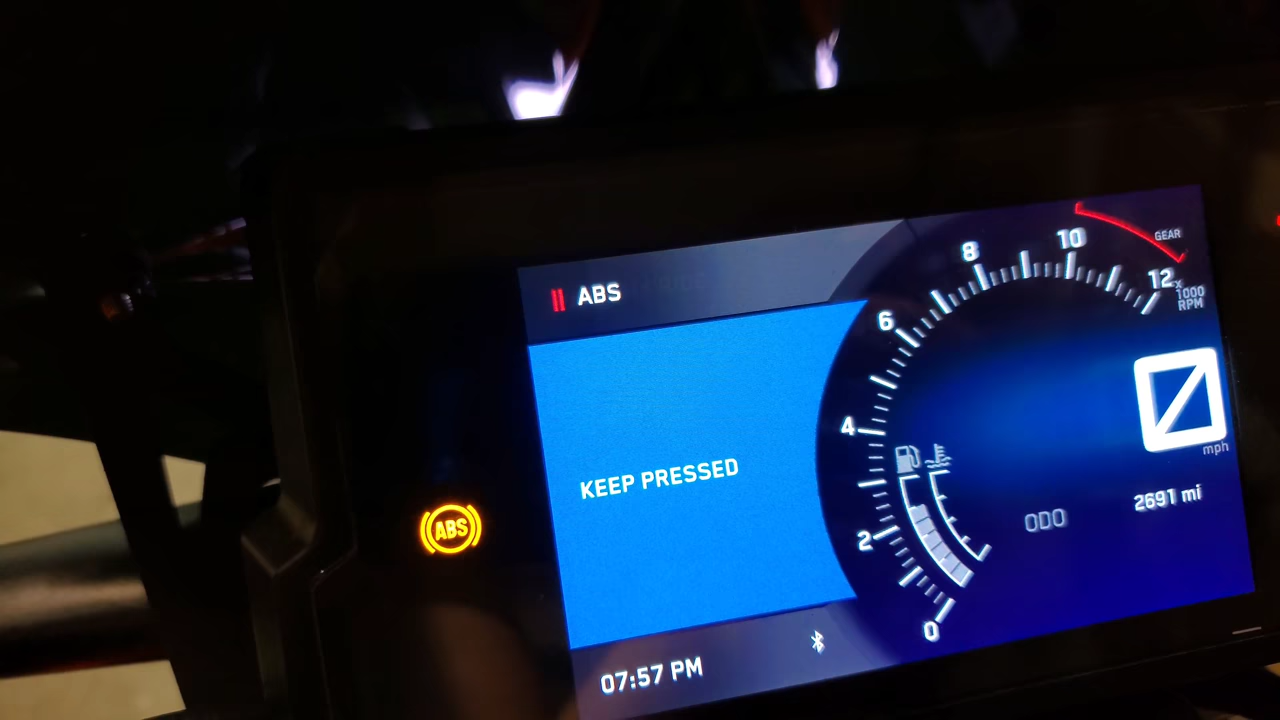 ABS
KEEP PRESSED
ABS
07:57 PM
0
2
4
6
8
10
12
GEAR
x
1000
RPM
0
mph
ODO
2691 mi